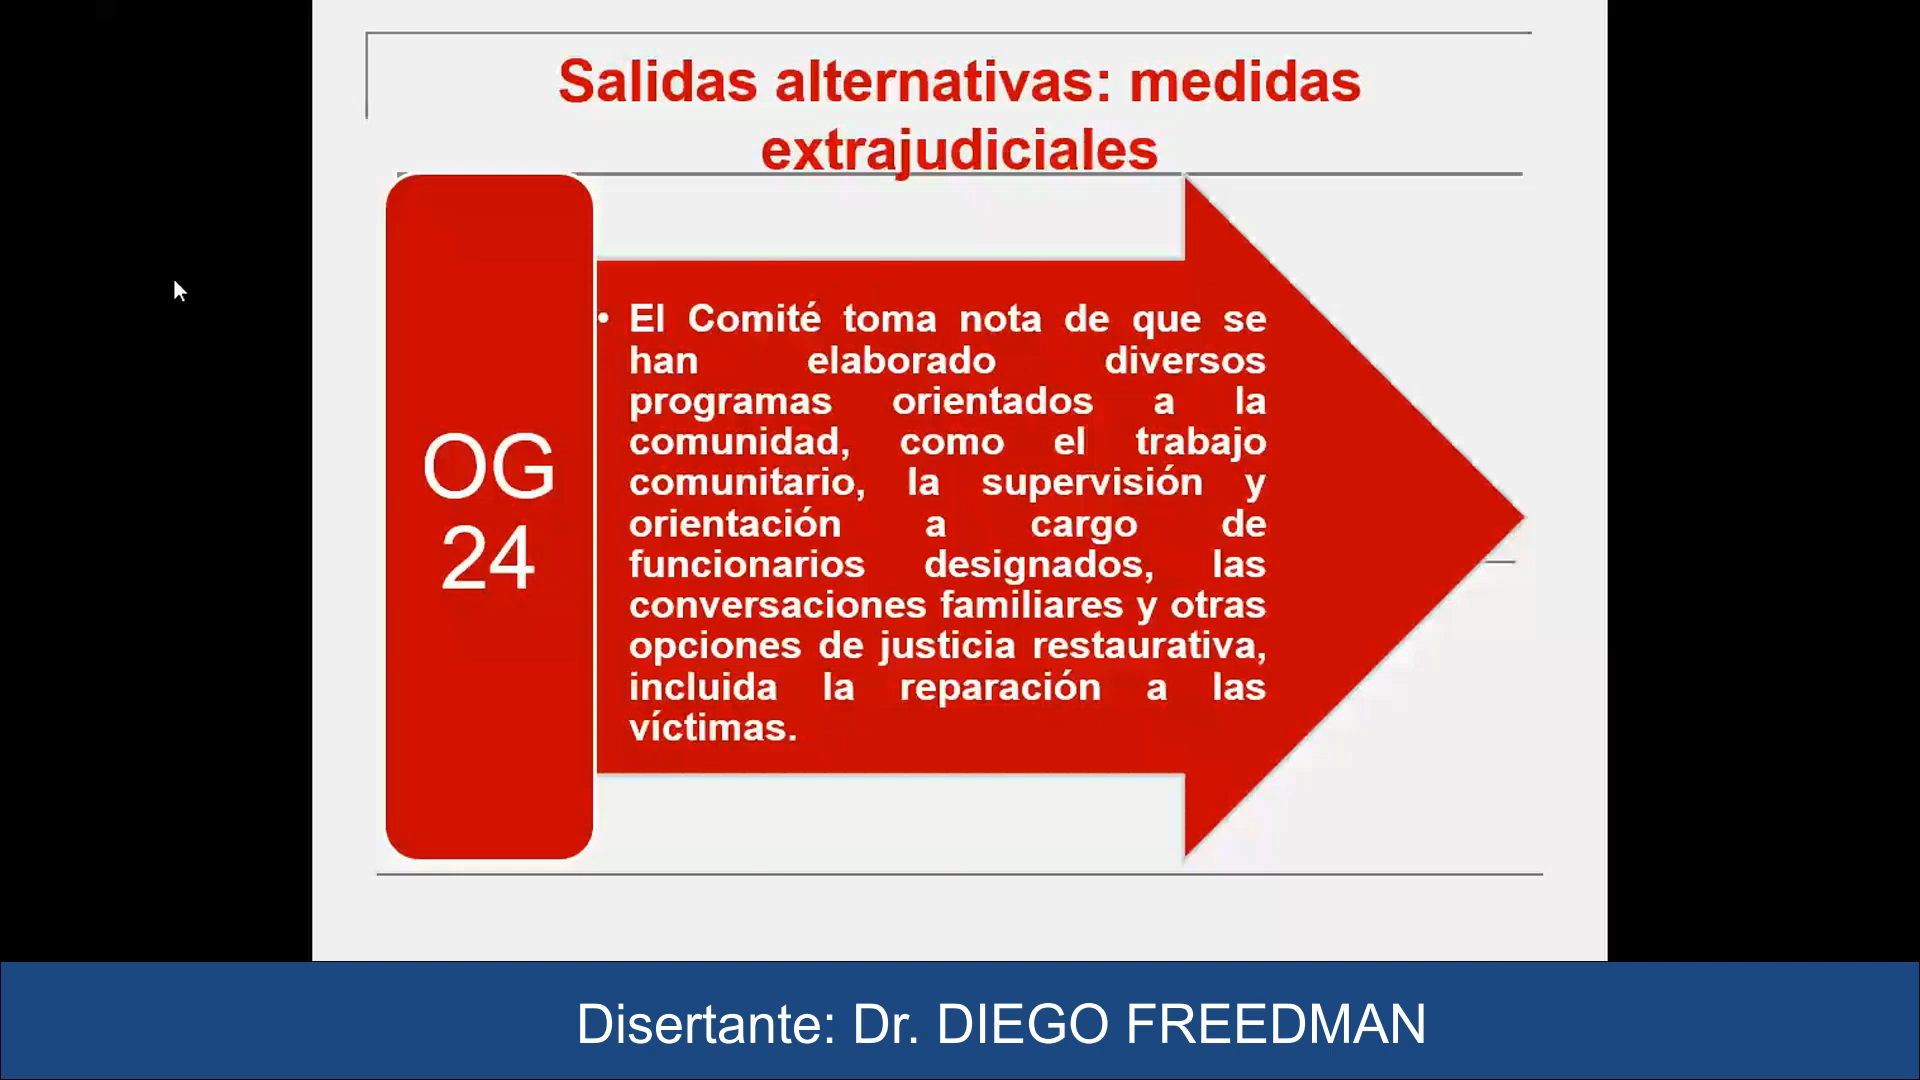 Salidas alternativas: medidas
extrajudiciales
OG
24
• El Comité toma nota de que se
han elaborado diversos
programas orientados a la
comunidad, como el trabajo
comunitario, la supervisión y
orientación a cargo de
funcionarios designados, las
conversaciones familiares y otras
opciones de justicia restaurativa,
incluida la reparación a las
víctimas.
Disertante: Dr. DIEGO FREEDMAN